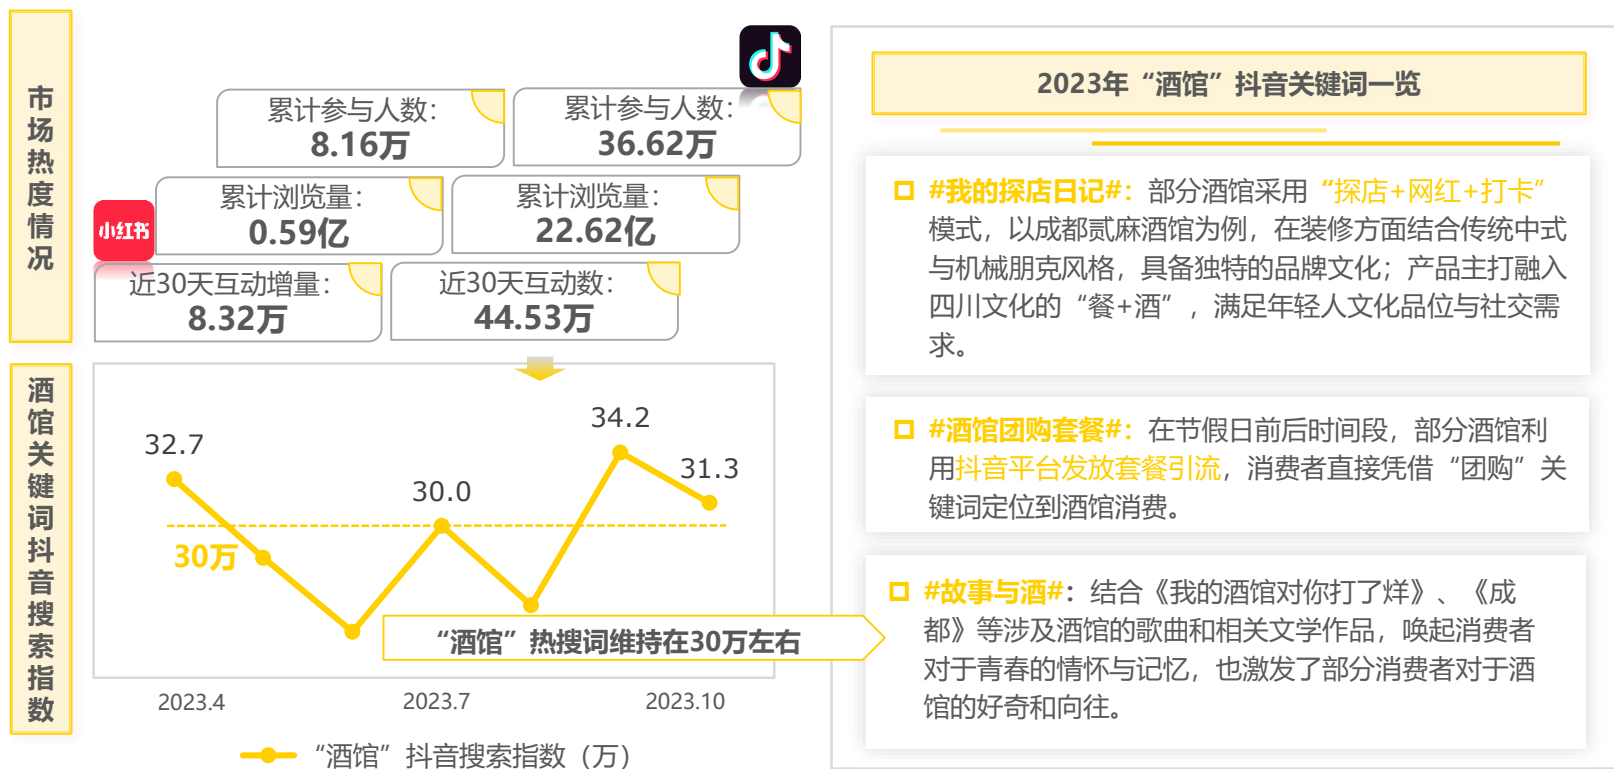 市场热度情况
累计参与人数：
8.16万
累计参与人数：
36.62万
小红书
累计浏览量：
0.59亿
累计浏览量：
22.62亿
近30天互动增量：
8.32万
近30天互动数：
44.53万
酒馆关键词抖音搜索指数
32.7
30.0
34.2
31.3
30万
“酒馆”热搜词维持在30万左右
2023.4
2023.7
2023.10
“酒馆”抖音搜索指数（万）
2023年“酒馆”抖音关键词一览
#我的探店日记#：部分酒馆采用“探店+网红+打卡”
模式，以成都贰麻酒馆为例，在装修方面结合传统中式
与机械朋克风格，具备独特的品牌文化；产品主打融入
四川文化的“餐+酒”，满足年轻人文化品位与社交需
求。
#酒馆团购套餐#：在节假日前后时间段，部分酒馆利
用抖音平台发放套餐引流，消费者直接凭借“团购”关
键词定位到酒馆消费。
#故事与酒#：结合《我的酒馆对你打了烊》、《成
都》等涉及酒馆的歌曲和相关文学作品，唤起消费者
对于青春的情怀与记忆，也激发了部分消费者对于酒
馆的好奇和向往。